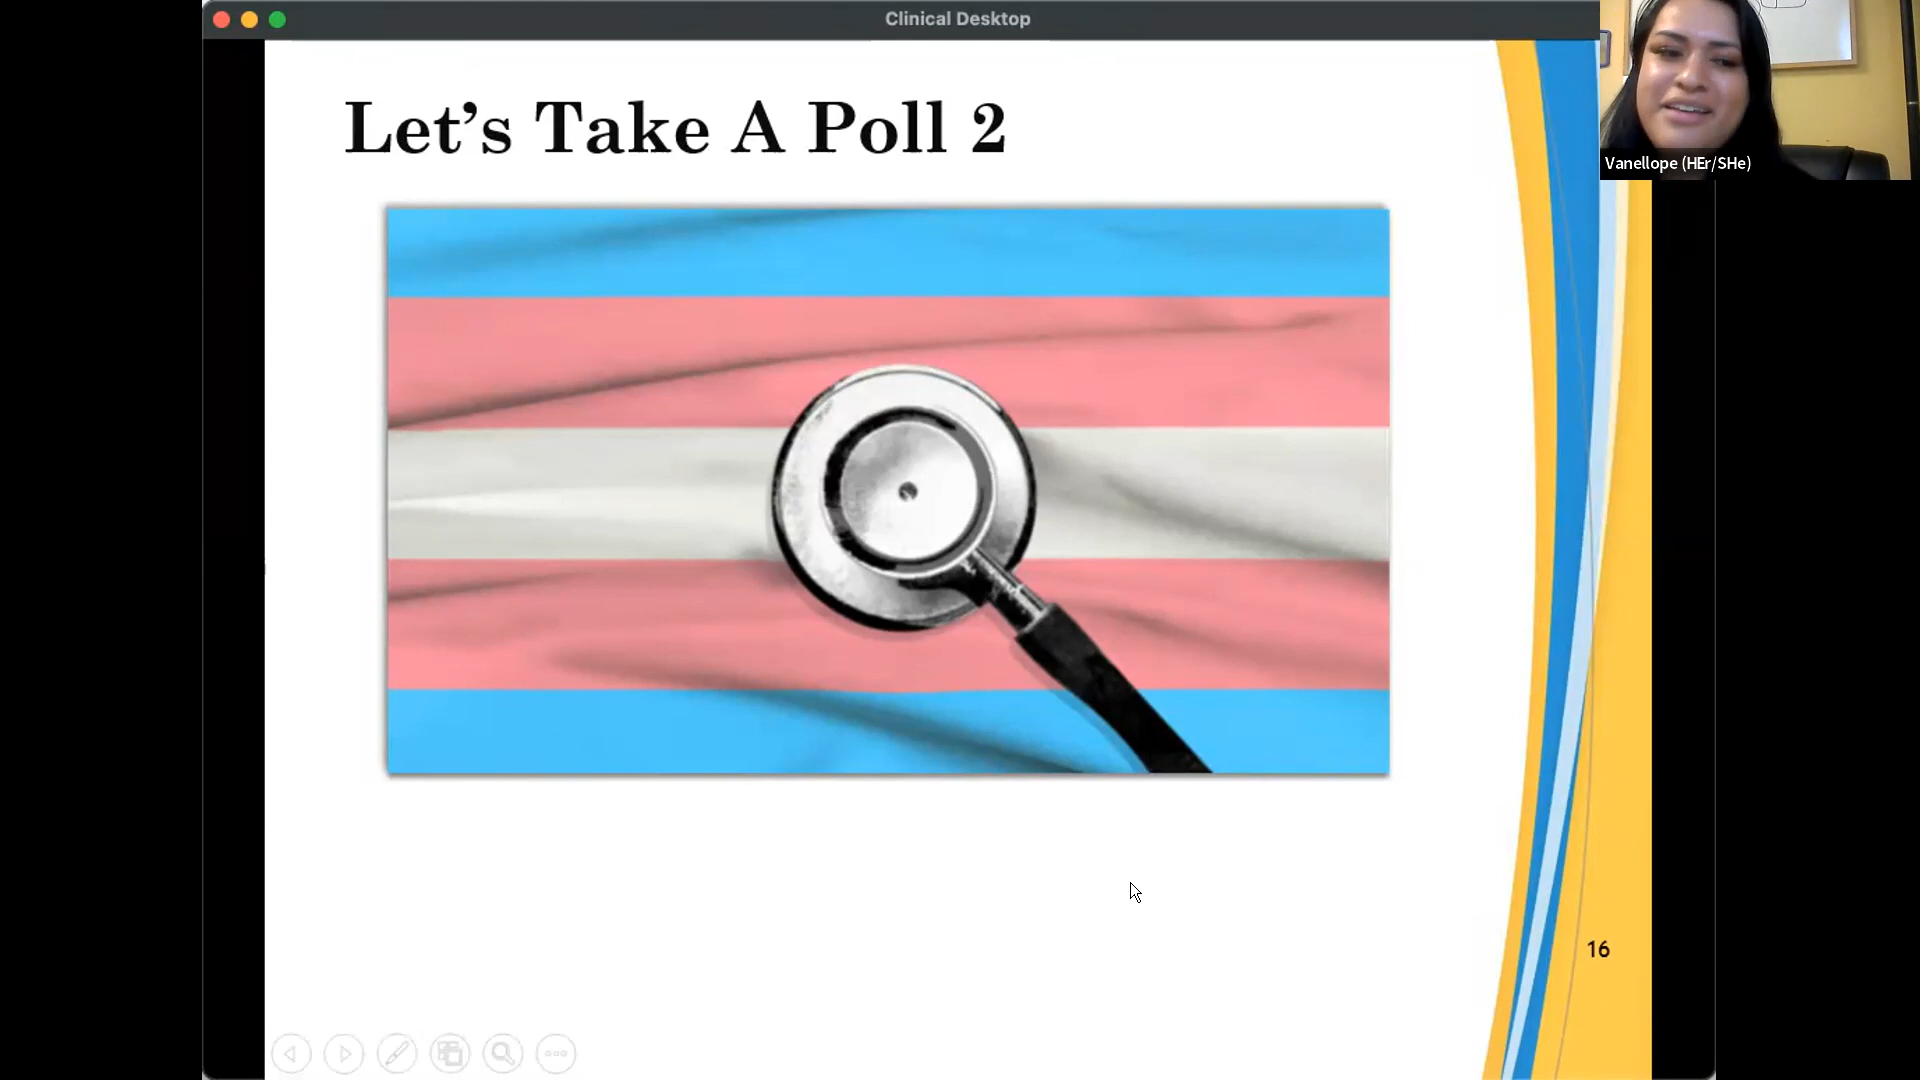 Clinical Desktop
Let's Take A Poll 2
Vanellope (HEr/SHe)
16